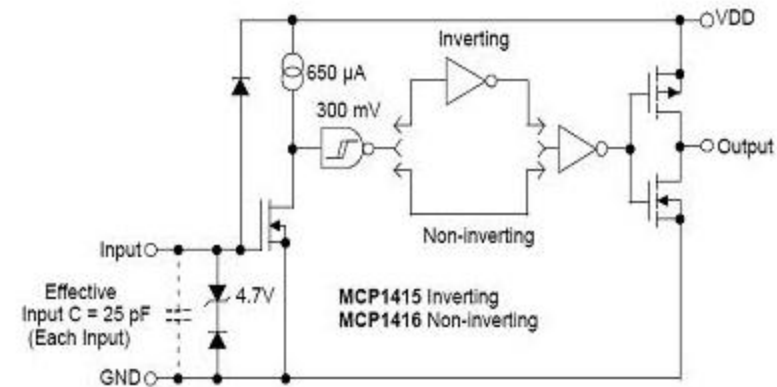 VDD
Inverting
650 µA
300 mV
Output
Non-inverting
Input
Effective
Input C = 25 pF
(Each Input)
4.7V
MCP1415 Inverting
MCP1416 Non-inverting
GND